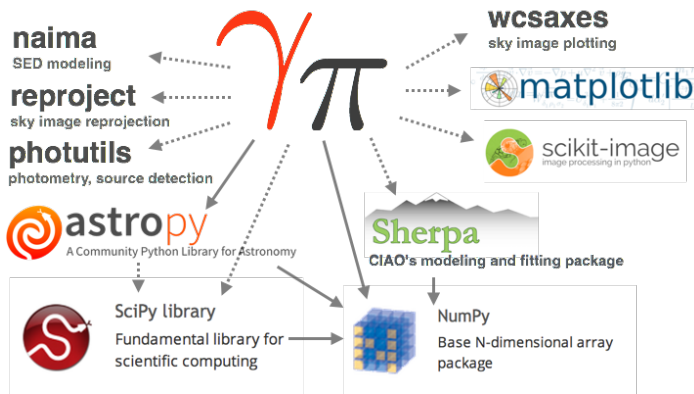 naima
SED modeling
reproject
sky image reprojection
photutils
photometry, source detection
γπ
wcsaxes
sky image plotting
matplotlib
scikit-image
image processing in python
astropy
A Community Python Library for Astronomy
Sherpa
CIAO's modeling and fitting package
SciPy library
Fundamental library for
scientific computing
NumPy
Base N-dimensional array
package